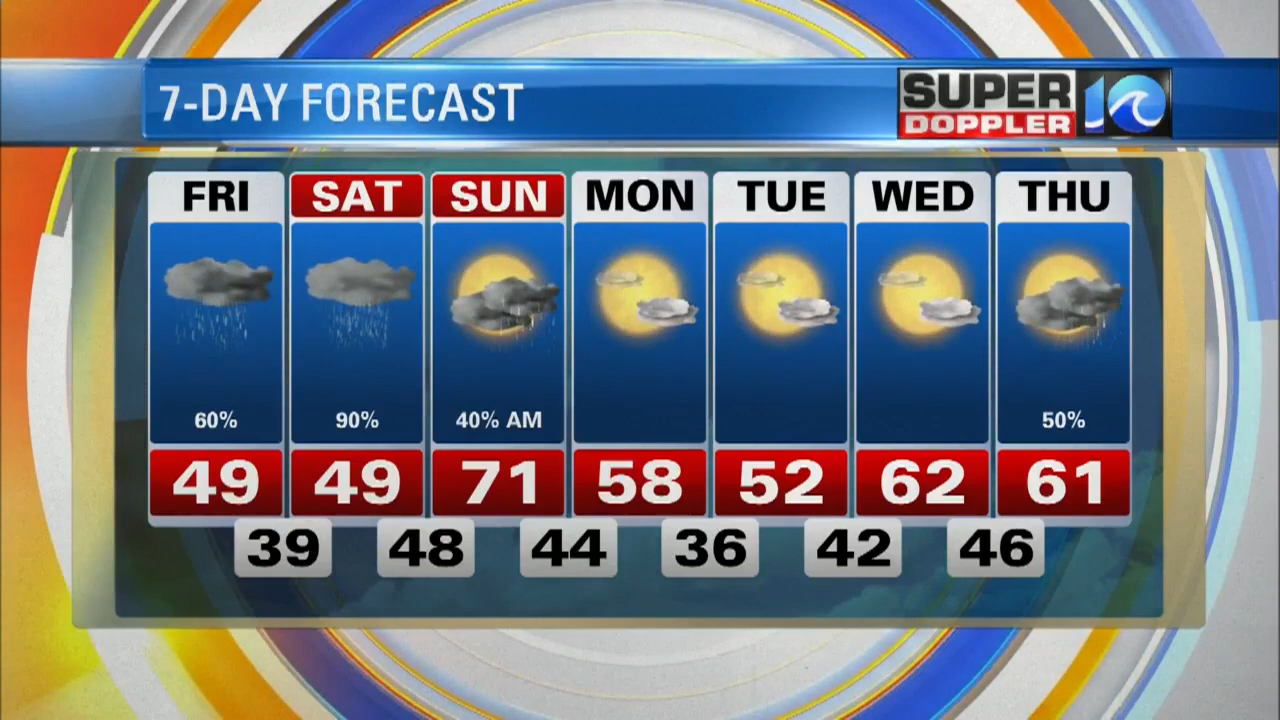 7-DAY FORECAST
SUPER 10
DOPPLER
FRI SAT SUN MON TUE WED THU
60% 90% 40% AM 50%
49 49 71 58 52 62 61
39 48 44 36 42 46